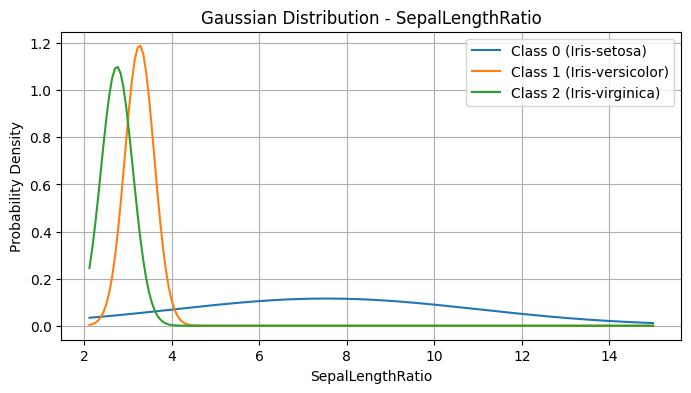 Gaussian Distribution - SepalLengthRatio
Class 0 (Iris-setosa)
Class 1 (Iris-versicolor)
Class 2 (Iris-virginica)
Probability Density
1.2
1.0
0.8
0.6
0.4
0.2
0.0
2 4 6 8 10 12 14
SepalLengthRatio